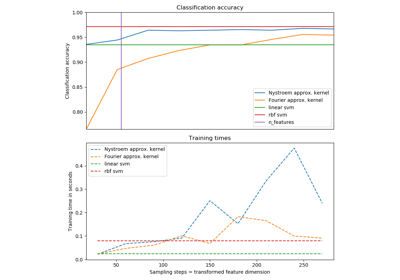 Classification accuracy
1.00
0.95
0.90
0.85
0.80
Classification accuracy
Nystroem approx. kernel
Fourier approx. kernel
linear svm
rbf svm
n_features
Training times
0.4
0.3
0.2
0.1
0.0
Training time in seconds
Nystroem approx. kernel
Fourier approx. kernel
linear svm
rbf svm
50
100
150
200
250
Sampling steps = transformed feature dimension